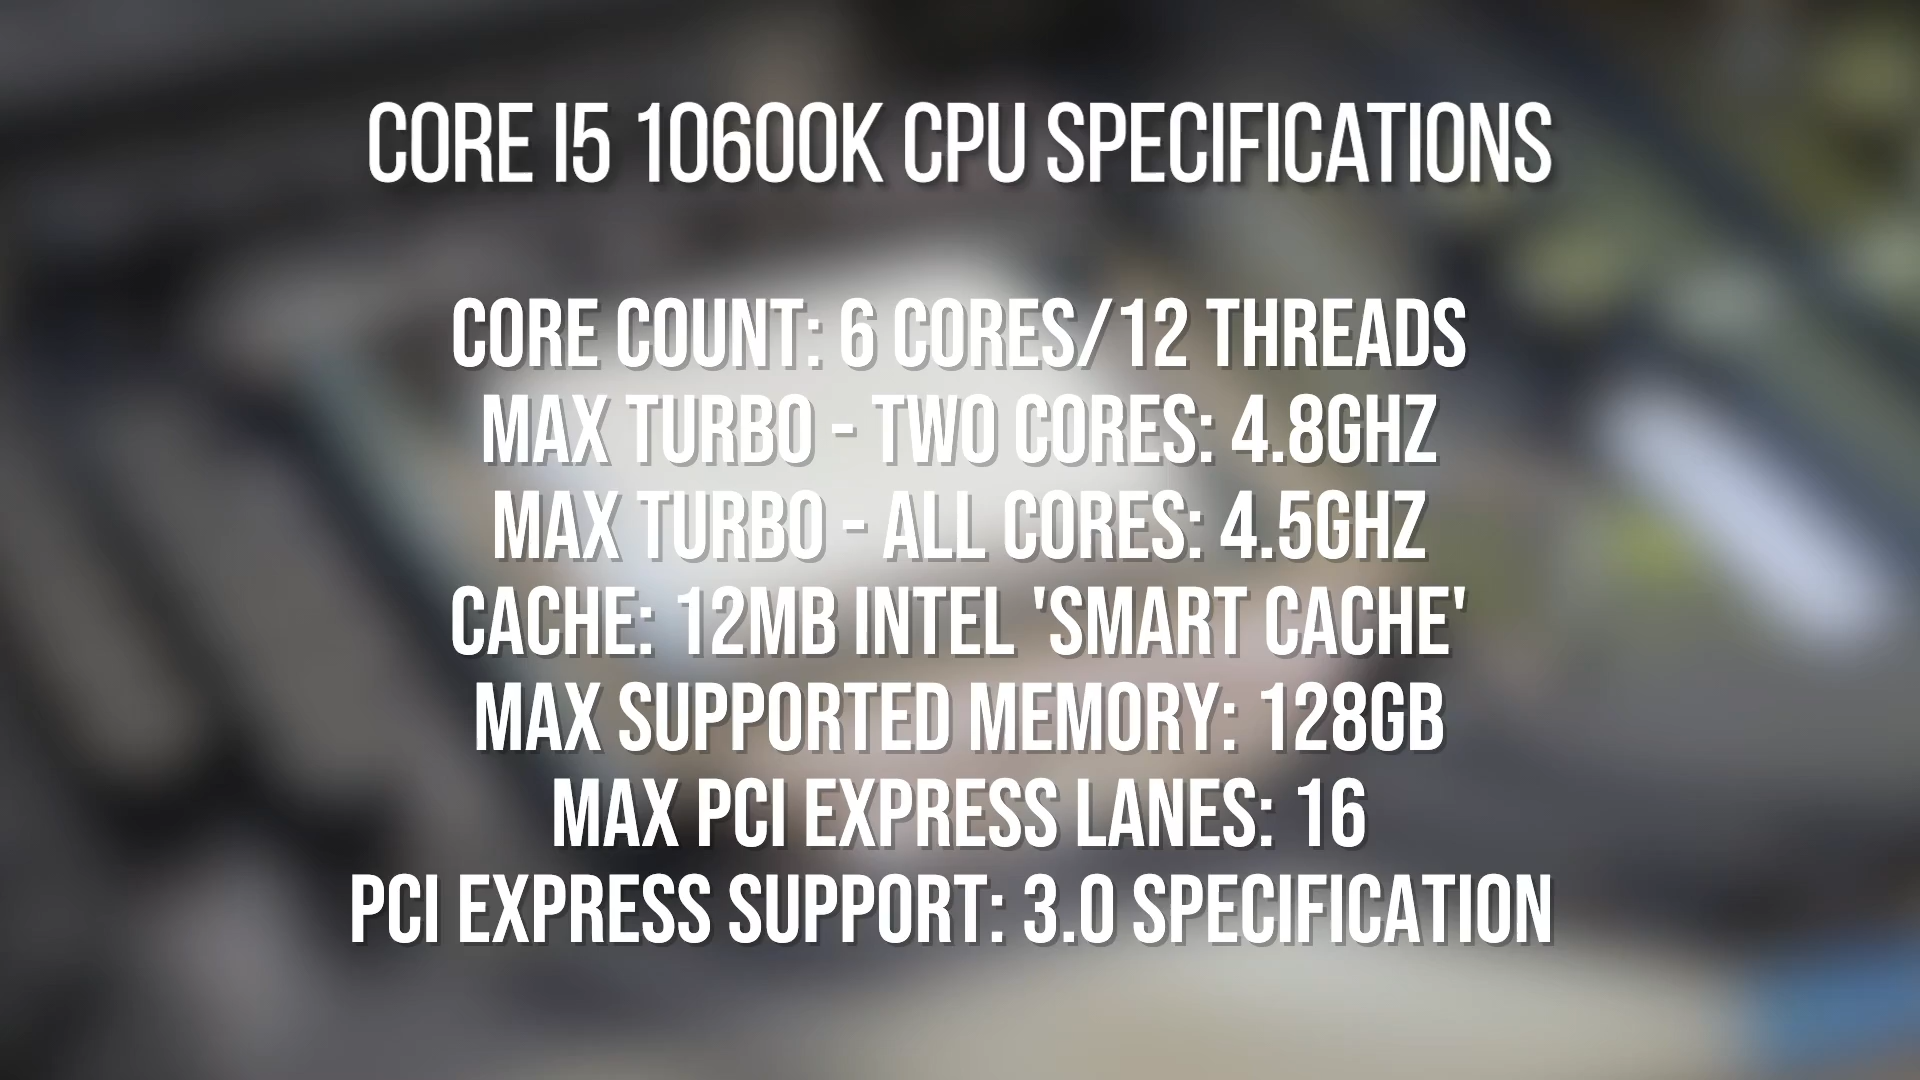 CORE I5 10600K CPU SPECIFICATIONS
CORE COUNT: 6 CORES/12 THREADS
MAX TURBO - TWO CORES: 4.8GHZ
MAX TURBO - ALL CORES: 4.5GHZ
CACHE: 12MB INTEL 'SMART CACHE'
MAX SUPPORTED MEMORY: 128GB
MAX PCI EXPRESS LANES: 16
PCI EXPRESS SUPPORT: 3.0 SPECIFICATION